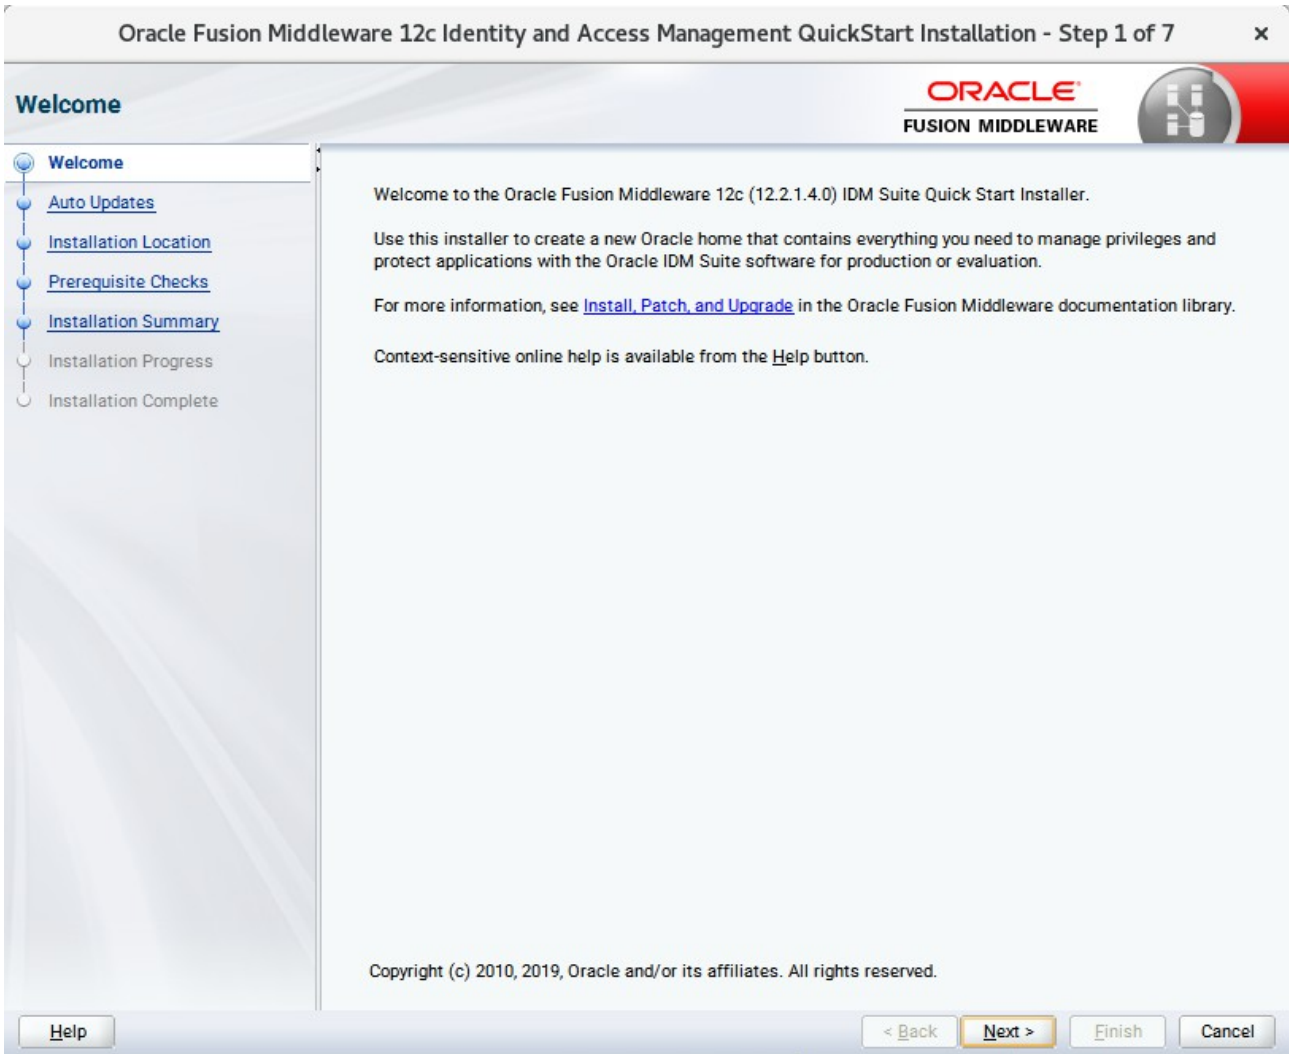 Oracle Fusion Middleware 12c Identity and Access Management QuickStart Installation - Step 1 of 7
Welcome
ORACLE
FUSION MIDDLEWARE
Welcome
Auto Updates
Installation Location
Prerequisite Checks
Installation Summary
Installation Progress
Installation Complete
Welcome to the Oracle Fusion Middleware 12c (12.2.1.4.0) IDM Suite Quick Start Installer.
Use this installer to create a new Oracle home that contains everything you need to manage privileges and
protect applications with the Oracle IDM Suite software for production or evaluation.
For more information, see Install, Patch, and Upgrade in the Oracle Fusion Middleware documentation library.
Context-sensitive online help is available from the Help button.
Copyright (c) 2010, 2019, Oracle and/or its affiliates. All rights reserved.
Help
< Back
Next >
Finish
Cancel